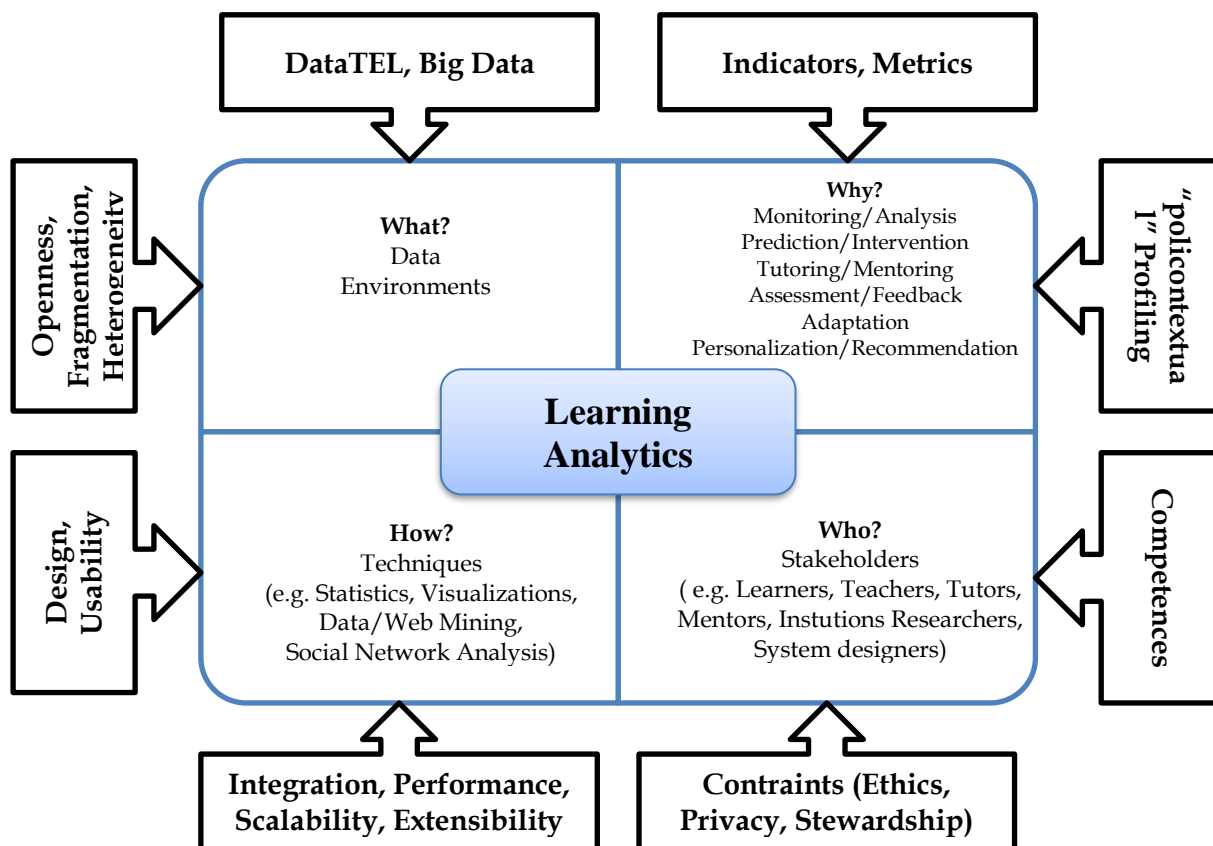 DataTEL, Big Data
Indicators, Metrics
Openness,
Fragmentation,
Heterogeneity
What?
Data
Environments
Why?
Monitoring/Analysis
Prediction/Intervention
Tutoring/Mentoring
Assessment/Feedback
Adaptation
Personalization/Recommendation
“policontextua
l” Profiling
Learning
Analytics
Design,
Usability
How?
Techniques
(e.g. Statistics, Visualizations,
Data/Web Mining,
Social Network Analysis)
Who?
Stakeholders
( e.g. Learners, Teachers, Tutors,
Mentors, Instutions Researchers,
System designers)
Competences
Integration, Performance,
Scalability, Extensibility
Contraints (Ethics,
Privacy, Stewardship)